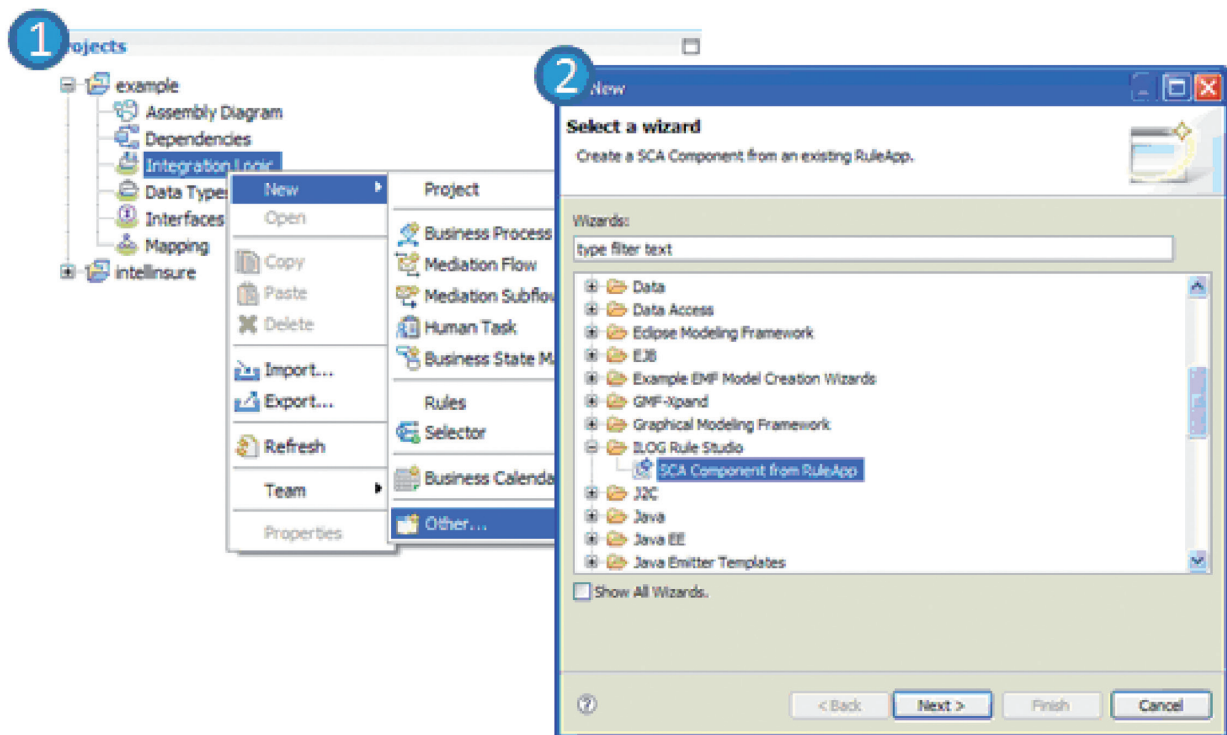 1
rojects
example
Assembly Diagram
Dependencies
Integration Logic
Data Types
Interfaces
Mapping
intellinsure
New
Open
Copy
Paste
Delete
Import...
Export...
Refresh
Team
Properties
Project
Business Process
Mediation Flow
Mediation Subflow
Human Task
Business State M
Rules
Selector
Business Calenda
Other...
2
New
Select a wizard
Create a SCA Component from an existing RuleApp.
Wizards:
type filter text
Data
Data Access
Eclipse Modeling Framework
EJB
Example EMF Model Creation Wizards
GMF-Xpand
Graphical Modeling Framework
ILOG Rule Studio
SCA Component from RuleApp
J2C
Java
Java EE
Java Emitter Templates
Show All Wizards.
?
< Back
Next >
Finish
Cancel